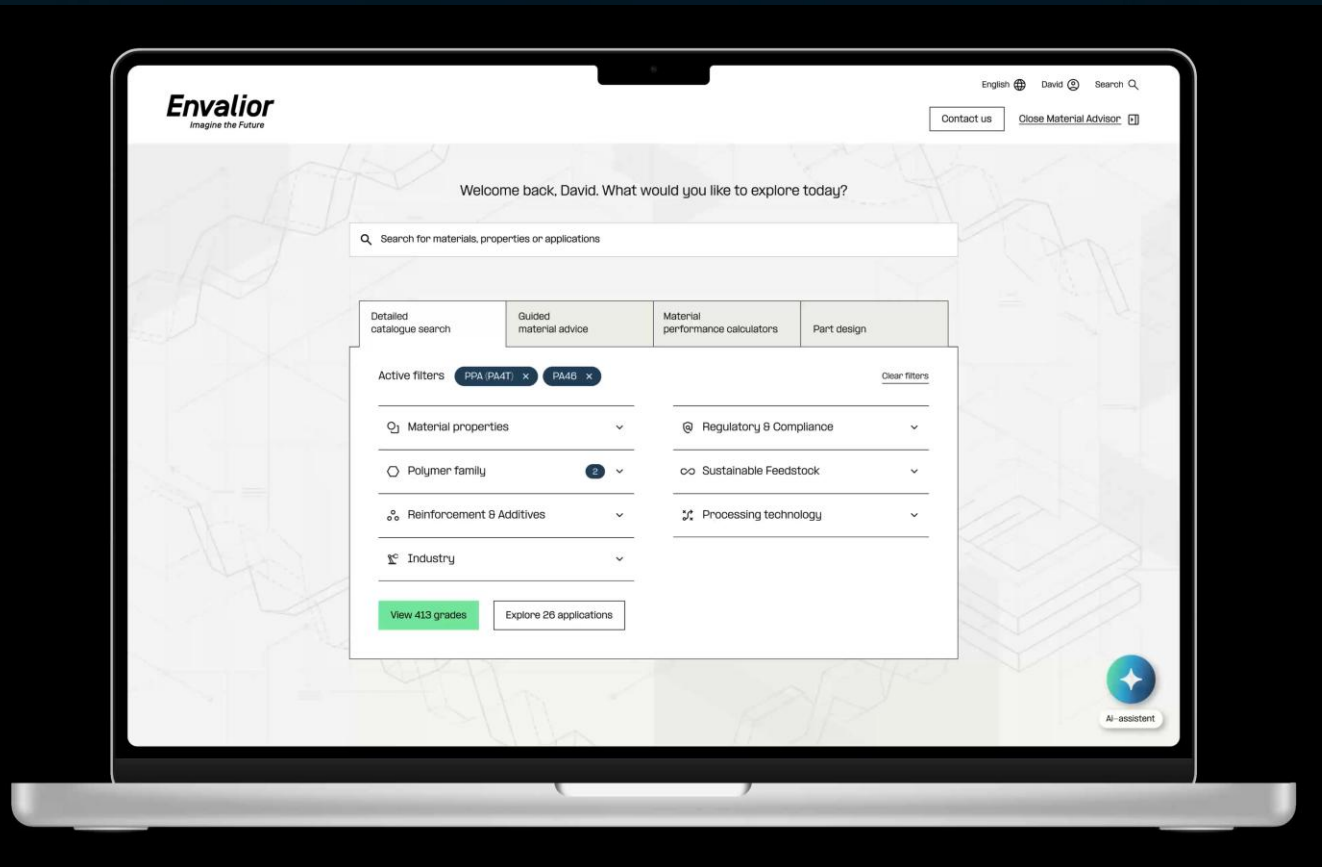 Envalior
Imagine the Future
English
David
Search
Contact us
Close Material Advisor
Welcome back, David. What would you like to explore today?
Search for materials, properties or applications
Detailed
catalogue search
Guided
material advice
Material
performance calculators
Part design
Active filters
PPA (PA4T) ×
PA46 ×
Clear filters
Material properties
Regulatory & Compliance
Polymer family
2
Sustainable Feedstock
Reinforcement & Additives
Processing technology
Industry
View 413 grades
Explore 26 applications
AI-assistent